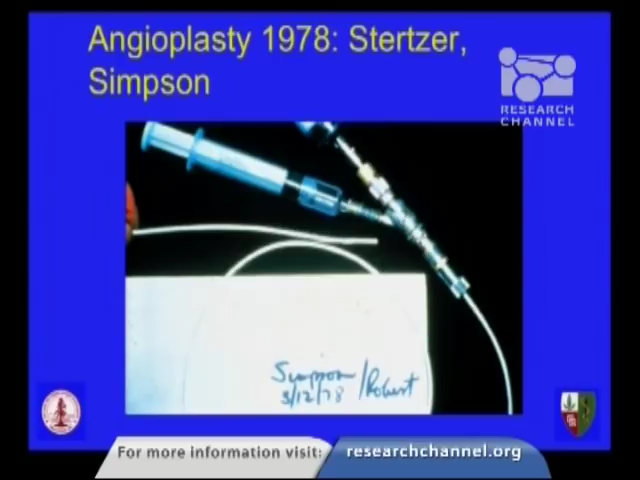 Angioplasty 1978: Stertzer,
Simpson
RESEARCH
CHANNEL
Simpson/Robert
3/12/78
For more information visit:
researchchannel.org